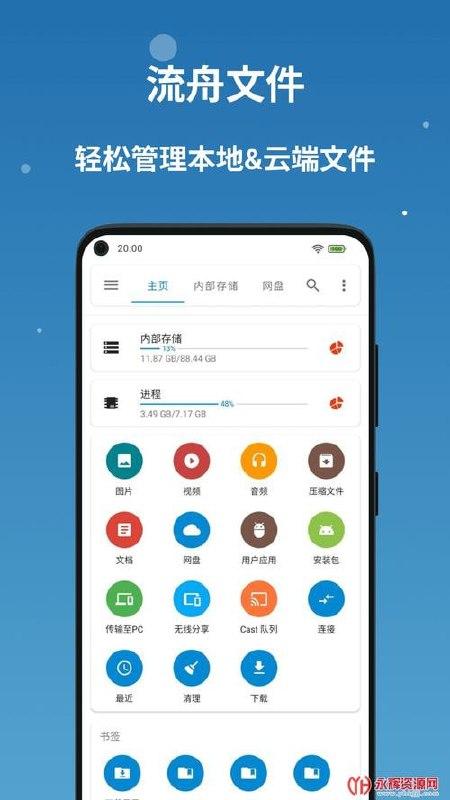 流舟文件
轻松管理本地&云端文件
20:00
主页 内部存储 网盘
内部存储
13%
11.87 GB/88.44 GB
进程
48%
3.49 GB/7.17 GB
图片 视频 音频 压缩文件
文档 网盘 用户应用 安装包
传输至PC 无线分享 Cast 队列 连接
最近 清理 下载
书签
永辉资源网